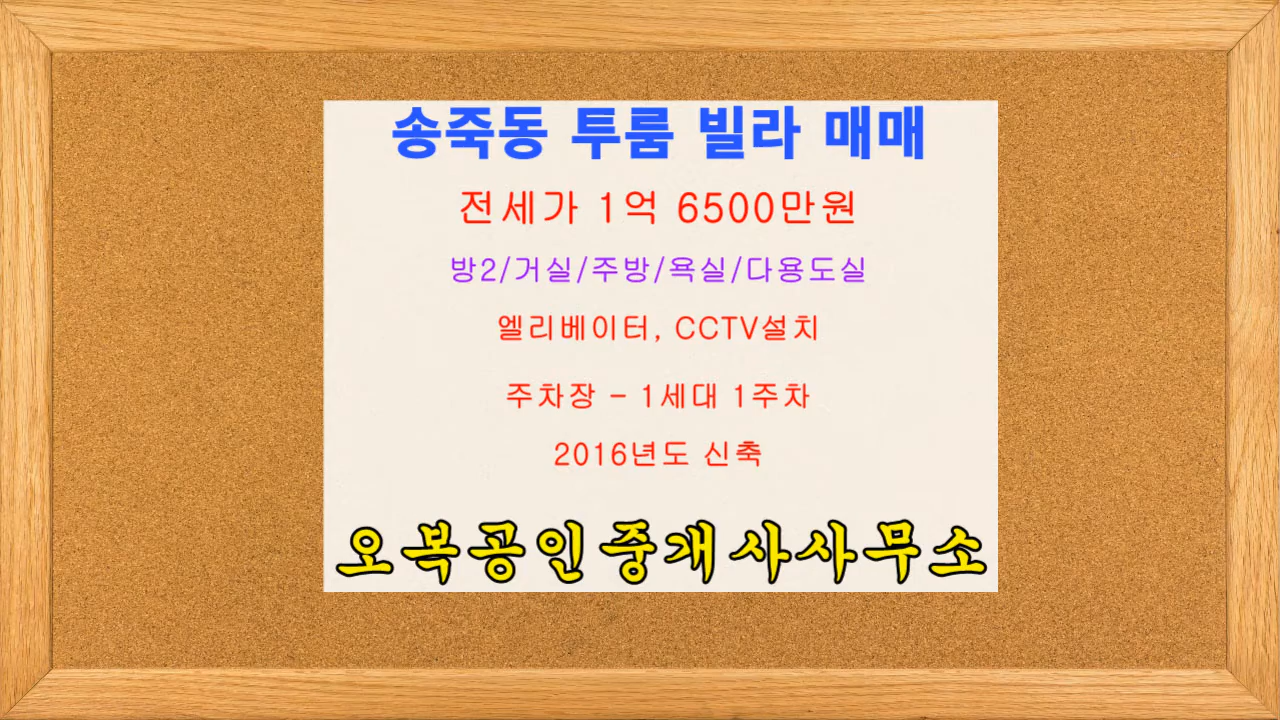 송죽동 투룸 빌라 매매
전세가 1억 6500만원
방2/거실/주방/욕실/다용도실
엘리베이터, CCTV설치
주차장 - 1세대 1주차
2016년도 신축
오복공인중개사사무소